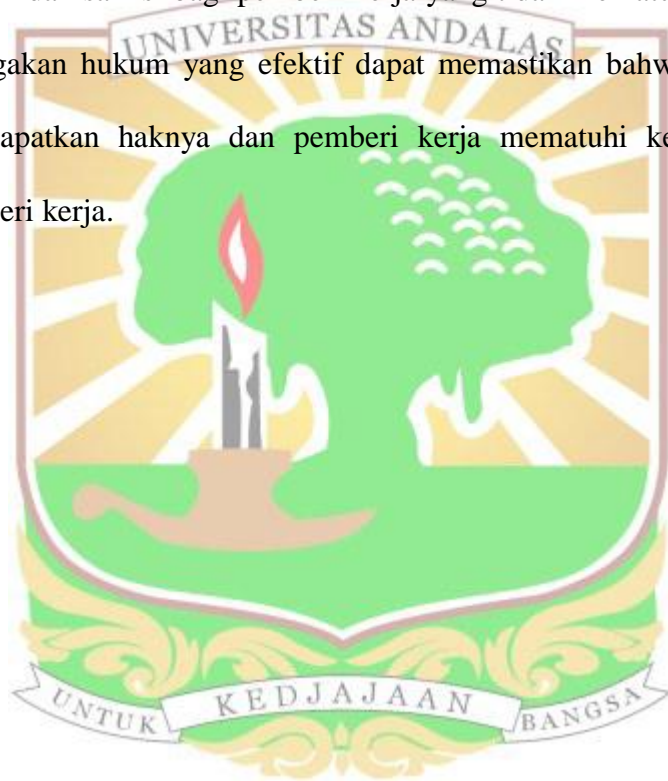 yang
UNIVERSITAS ANDALAS
gakan hukum yang efektif dapat memastikan bahw
apatkan haknya dan pemberi kerja mematuhi ke
eri kerja.
UNTUK KEDJAJAAN BANGSA